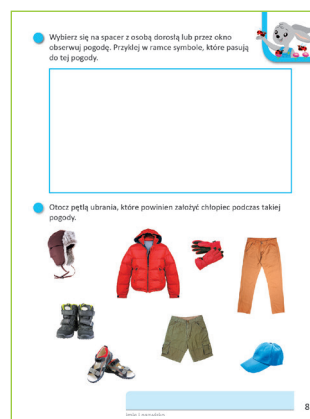 Wybierz się na spacer z osobą dorosłą lub przez okno
obserwuj pogodę. Przyklej w ramce symbole, które pasują
do tej pogody.
Otocz pętlą ubrania, które powinien założyć chłopiec podczas takiej
pogody.
8